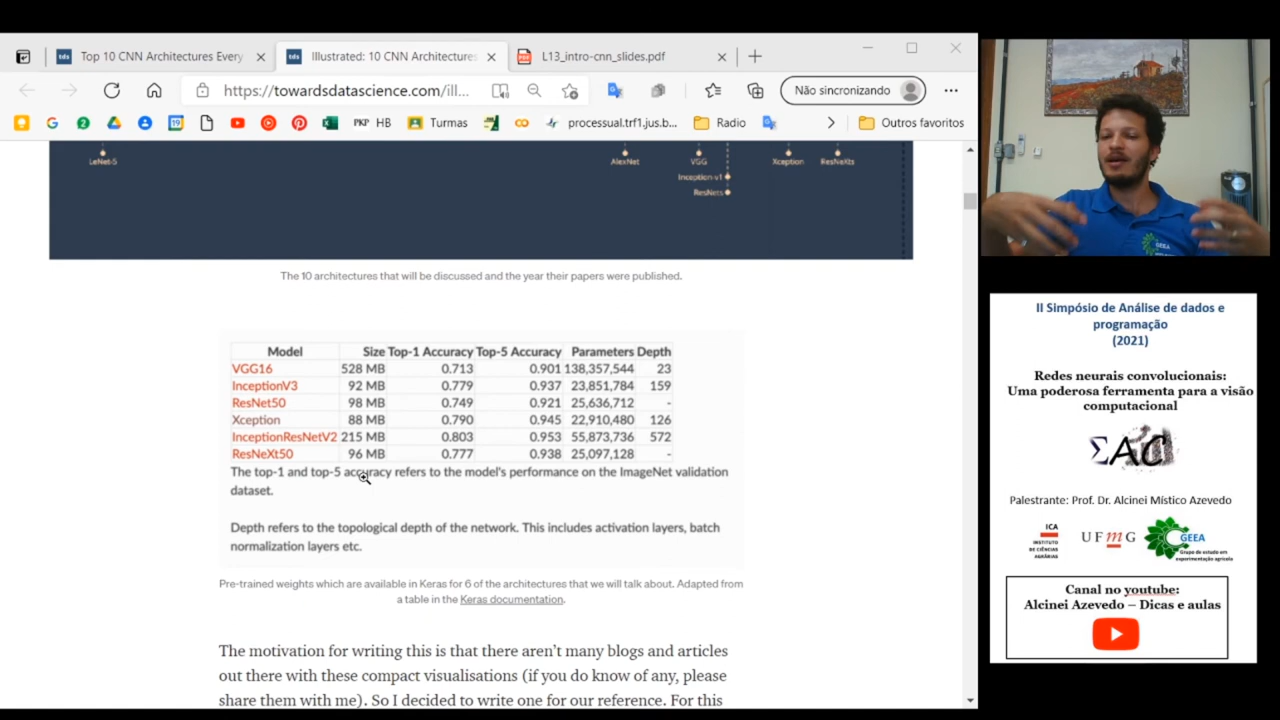 Top 10 CNN Architectures Every
Illustrated: 10 CNN Architectures
L13_intro-cnn_slides.pdf
https://towardsdatascience.com/ill...
Não sincronizando
PKP HB
Turmas
processual.trf1.jus.b...
Radio
Outros favoritos
LeNet-5
AlexNet
VGG
Xception
ResNeXts
Inception-v1
ResNets
The 10 architectures that will be discussed and the year their papers were published.
Model Size Top-1 Accuracy Top-5 Accuracy Parameters Depth
VGG16 528 MB 0.713 0.901 138,357,544 23
InceptionV3 92 MB 0.779 0.937 23,851,784 159
ResNet50 98 MB 0.749 0.921 25,636,712 -
Xception 88 MB 0.790 0.945 22,910,480 126
InceptionResNetV2 215 MB 0.803 0.953 55,873,736 572
ResNeXt50 96 MB 0.777 0.938 25,097,128 -
The top-1 and top-5 accuracy refers to the model's performance on the ImageNet validation
dataset.
Depth refers to the topological depth of the network. This includes activation layers, batch
normalization layers etc.
Pre-trained weights which are available in Keras for 6 of the architectures that we will talk about. Adapted from
a table in the Keras documentation.
The motivation for writing this is that there aren't many blogs and articles
out there with these compact visualisations (if you do know of any, please
share them with me). So I decided to write one for our reference. For this
GEEA
II Simpósio de Análise de dados e
programação
(2021)
Redes neurais convolucionais:
Uma poderosa ferramenta para a visão
computacional
ΣAC
Palestrante: Prof. Dr. Alcinei Místico Azevedo
ICA
INSTITUTO
DE CIÊNCIAS
AGRÁRIAS
UFmG
GEEA
Grupo de estudo em
experimentação agrícola
Canal no youtube:
Alcinei Azevedo – Dicas e aulas